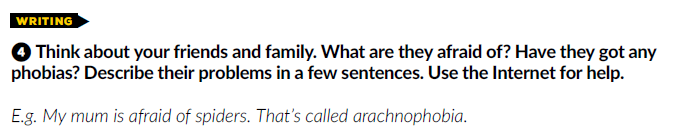 WRITING
4 Think about your friends and family. What are they afraid of? Have they got any
phobias? Describe their problems in a few sentences. Use the Internet for help.
E.g. My mum is afraid of spiders. That's called arachnophobia.